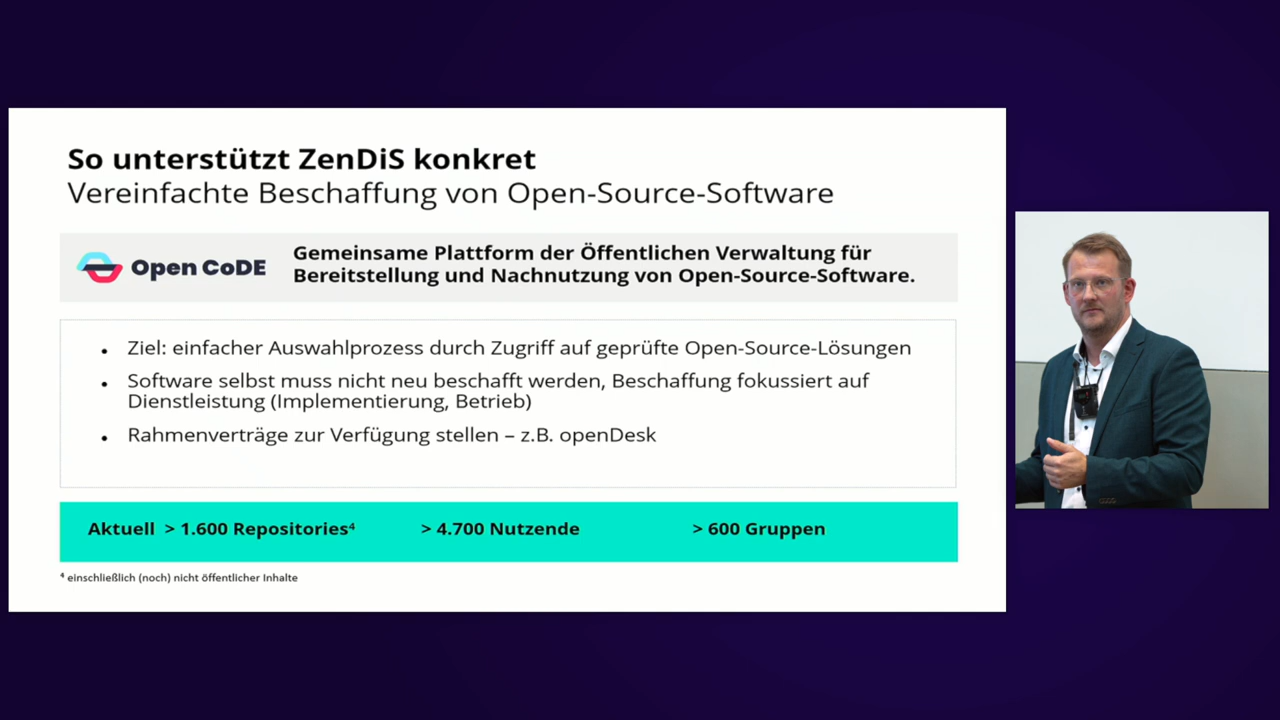 So unterstützt ZenDiS konkret
Vereinfachte Beschaffung von Open-Source-Software
Open CoDE
Gemeinsame Plattform der Öffentlichen Verwaltung für
Bereitstellung und Nachnutzung von Open-Source-Software.
• Ziel: einfacher Auswahlprozess durch Zugriff auf geprüfte Open-Source-Lösungen
• Software selbst muss nicht neu beschafft werden, Beschaffung fokussiert auf
Dienstleistung (Implementierung, Betrieb)
• Rahmenverträge zur Verfügung stellen – z.B. openDesk
Aktuell > 1.600 Repositories⁴ > 4.700 Nutzende > 600 Gruppen
⁴ einschließlich (noch) nicht öffentlicher Inhalte